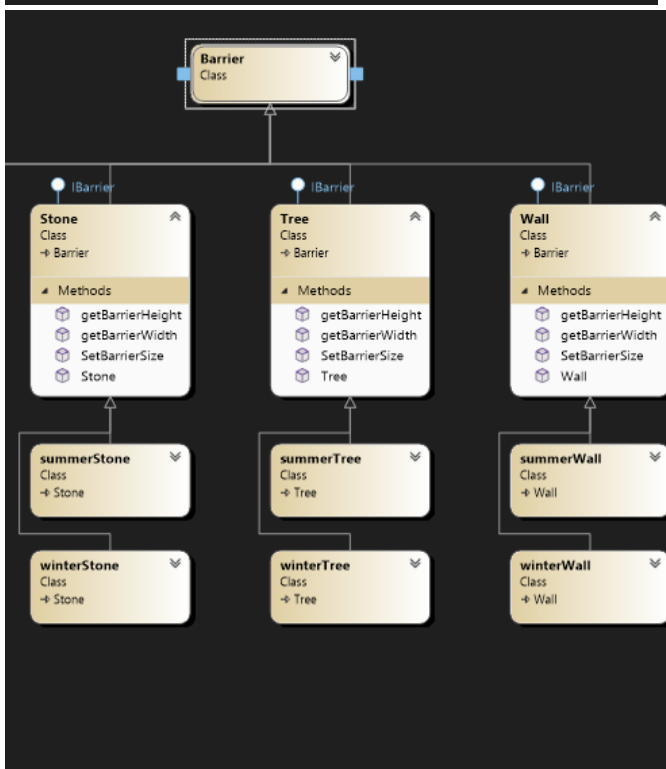 Barrier
Class
IBarrier
Stone
Class
Barrier
Methods
getBarrierHeight
getBarrierWidth
SetBarrierSize
Stone
summerStone
Class
Stone
winterStone
Class
Stone
IBarrier
Tree
Class
Barrier
Methods
getBarrierHeight
getBarrierWidth
SetBarrierSize
Tree
summerTree
Class
Tree
winterTree
Class
Tree
IBarrier
Wall
Class
Barrier
Methods
getBarrierHeight
getBarrierWidth
SetBarrierSize
Wall
summerWall
Class
Wall
winterWall
Class
Wall